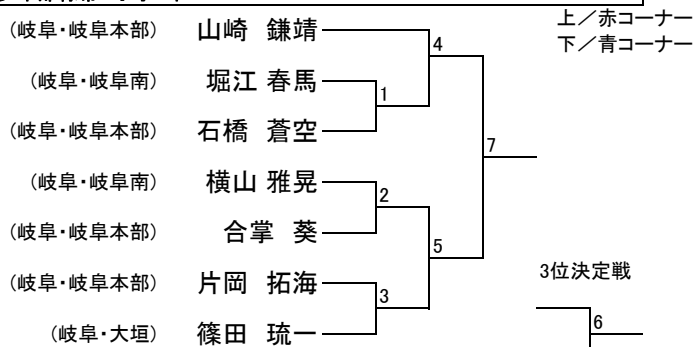 上／赤コーナー
下／青コーナー
(岐阜・岐阜本部) 山崎 鎌靖
4
(岐阜・岐阜南) 堀江 春馬
1
(岐阜・岐阜本部) 石橋 蒼空
7
(岐阜・岐阜南) 横山 雅晃
2
(岐阜・岐阜本部) 合掌 葵
5
(岐阜・岐阜本部) 片岡 拓海
3位決定戦
3
(岐阜・大垣) 篠田 琉一
6